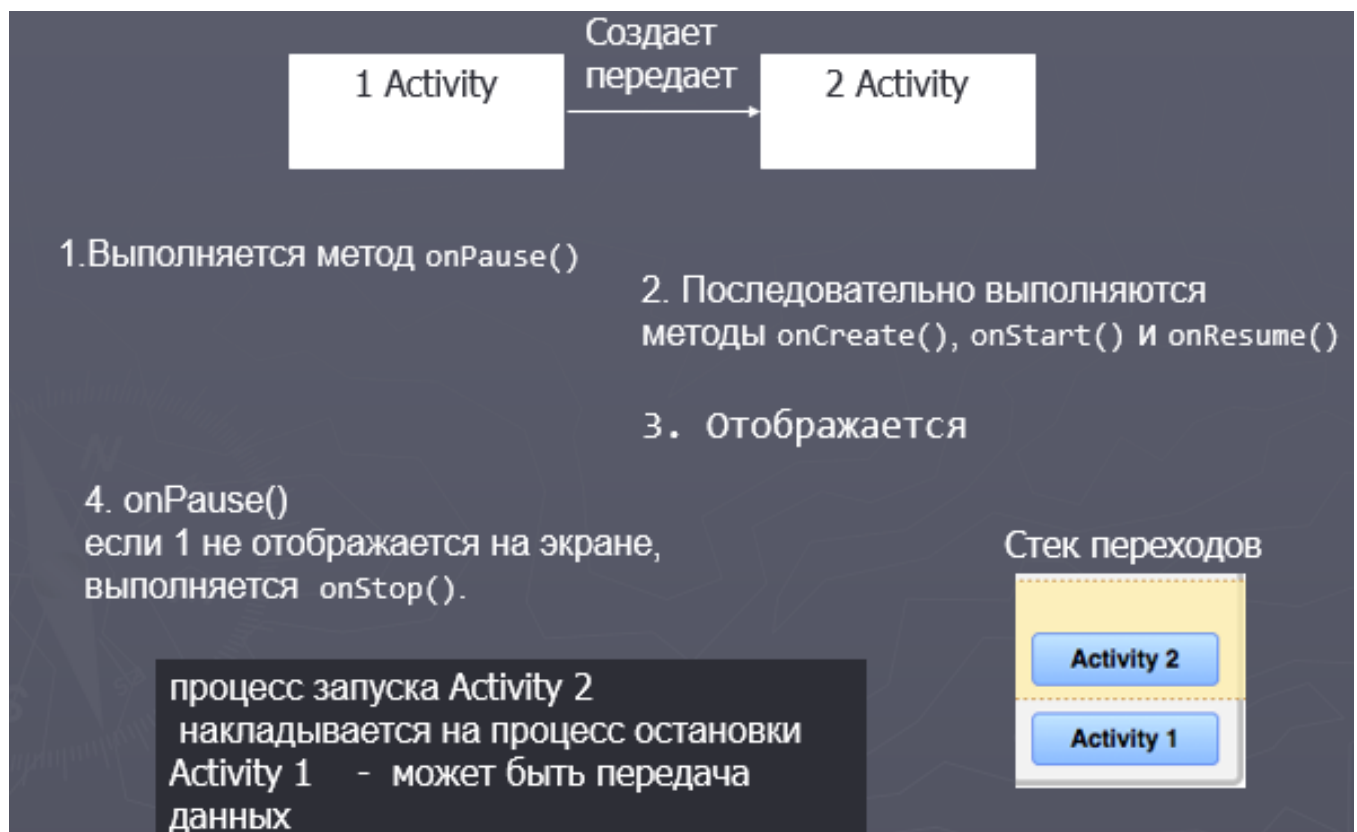 Создает
передает
1 Activity
2 Activity
1.Выполняется метод onPause()
2. Последовательно выполняются
методы onCreate(), onStart() и onResume()
3. Отображается
4. onPause()
если 1 не отображается на экране,
выполняется onStop().
Стек переходов
Activity 2
Activity 1
процесс запуска Activity 2
накладывается на процесс остановки
Activity 1 - может быть передача
данных